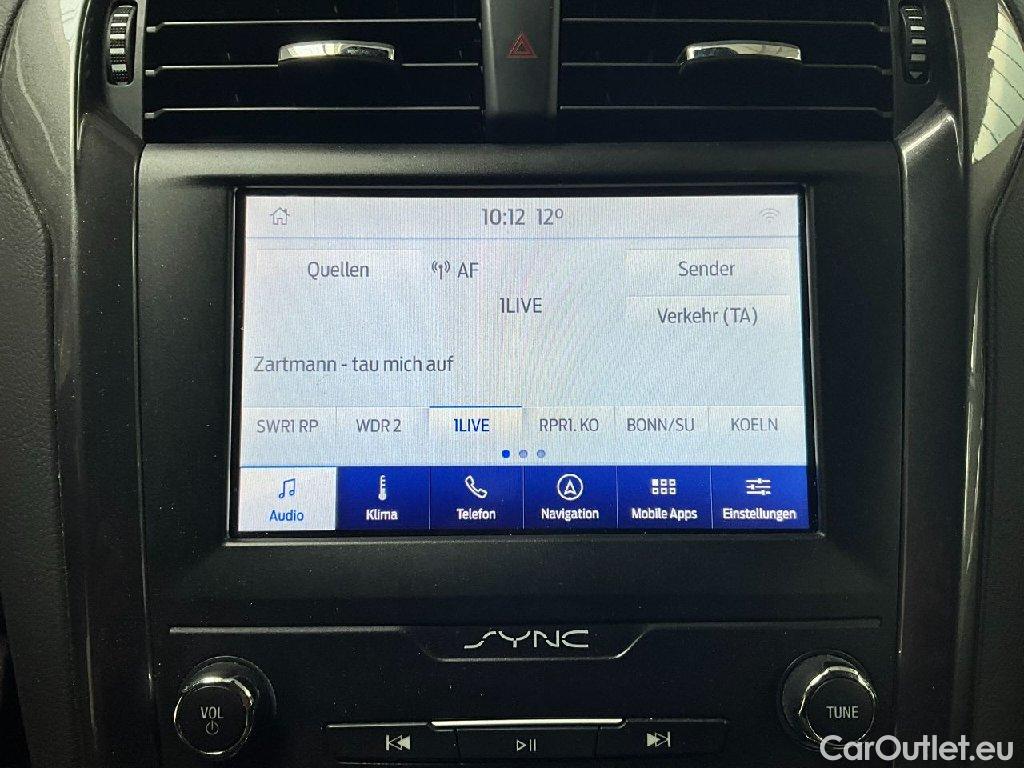 10:12 12º
Quellen AF Sender
1LIVE
Verkehr (TA)
Zartmann - tau mich auf
SWR1 RP WDR 2 1LIVE RPR1. KO BONN/SU KOELN
Audio Klima Telefon Navigation Mobile Apps Einstellungen
SYNC
VOL TUNE
CarOutlet.eu